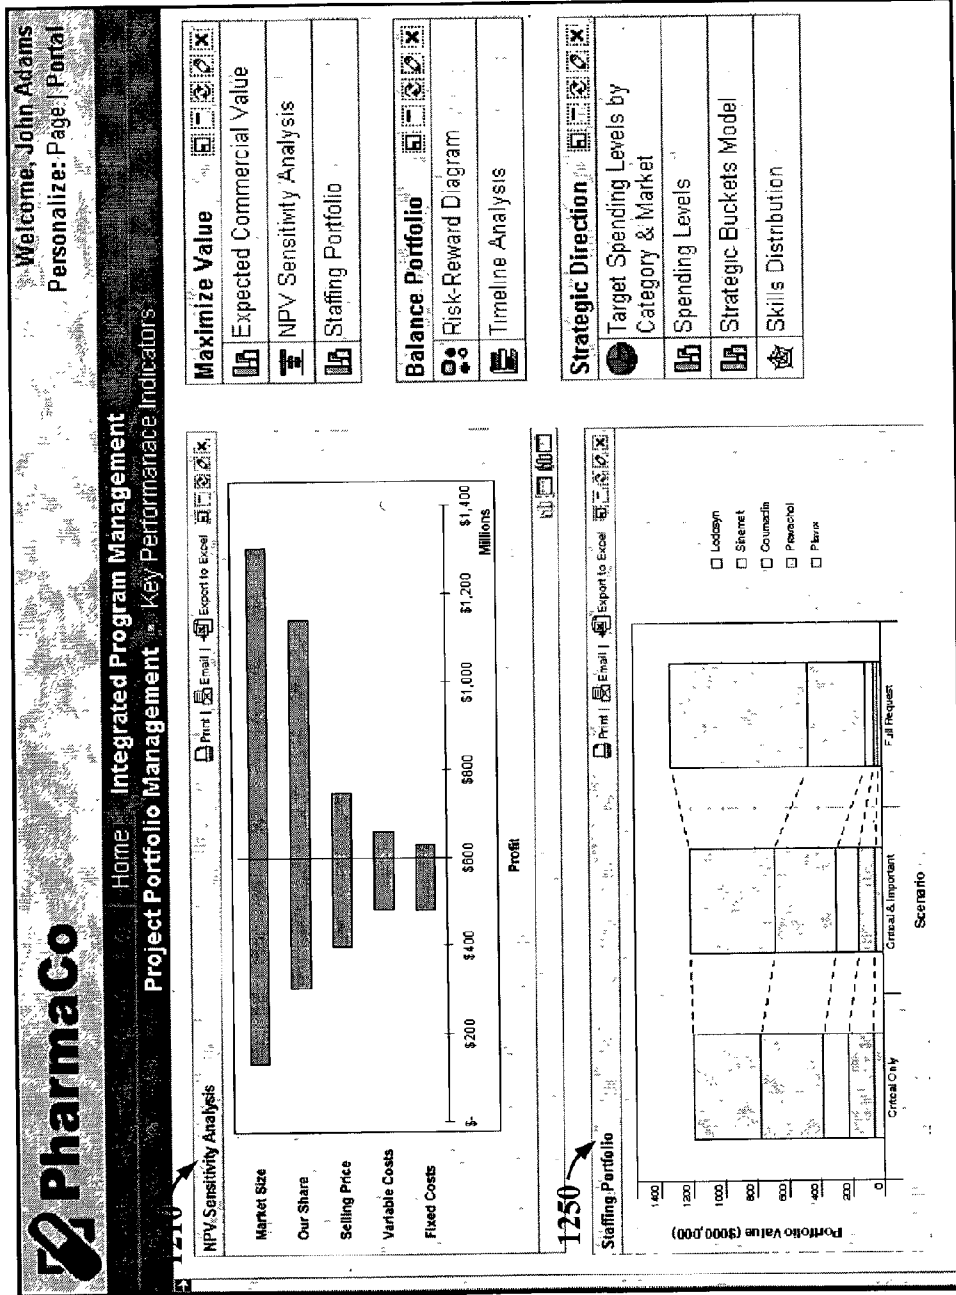 PharmaCo
Welcome, John Adams
Personalize: Page | Portal
Home | Integrated Program Management
Project Portfolio Management • Key Performanace Indicators
1210
NPV Sensitivity Analysis
Print | Email | Export to Excel
Market Size
Our Share
Selling Price
Variable Costs
Fixed Costs
$- $200 $400 $600 $800 $1,000 $1,200 $1,400
Millions
Profit
1250
Staffing Portfolio
Print | Email | Export to Excel
Portfolio Value ($000,000)
1400
1200
1000
800
600
400
200
0
Critical Only
Critical & Important
Full Request
Scenario
Lodosyn
Sinemet
Coumadin
Pravachol
Plavix
Maximize Value
Expected Commercial Value
NPV Sensitivity Analysis
Staffing Portfolio
Balance Portfolio
Risk-Reward Diagram
Timeline Analysis
Strategic Direction
Target Spending Levels by
Category & Market
Spending Levels
Strategic Buckets Model
Skills Distribution